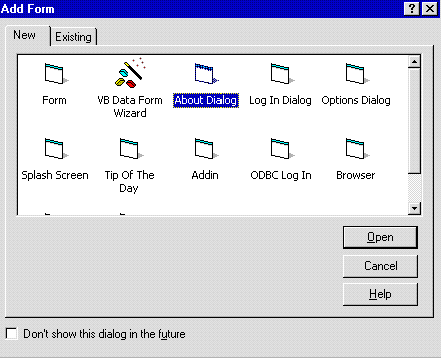 Add Form
New Existing
Form VB Data Form Wizard About Dialog Log In Dialog Options Dialog
Splash Screen Tip Of The Day Addin ODBC Log In Browser
Open
Cancel
Help
Don't show this dialog in the future